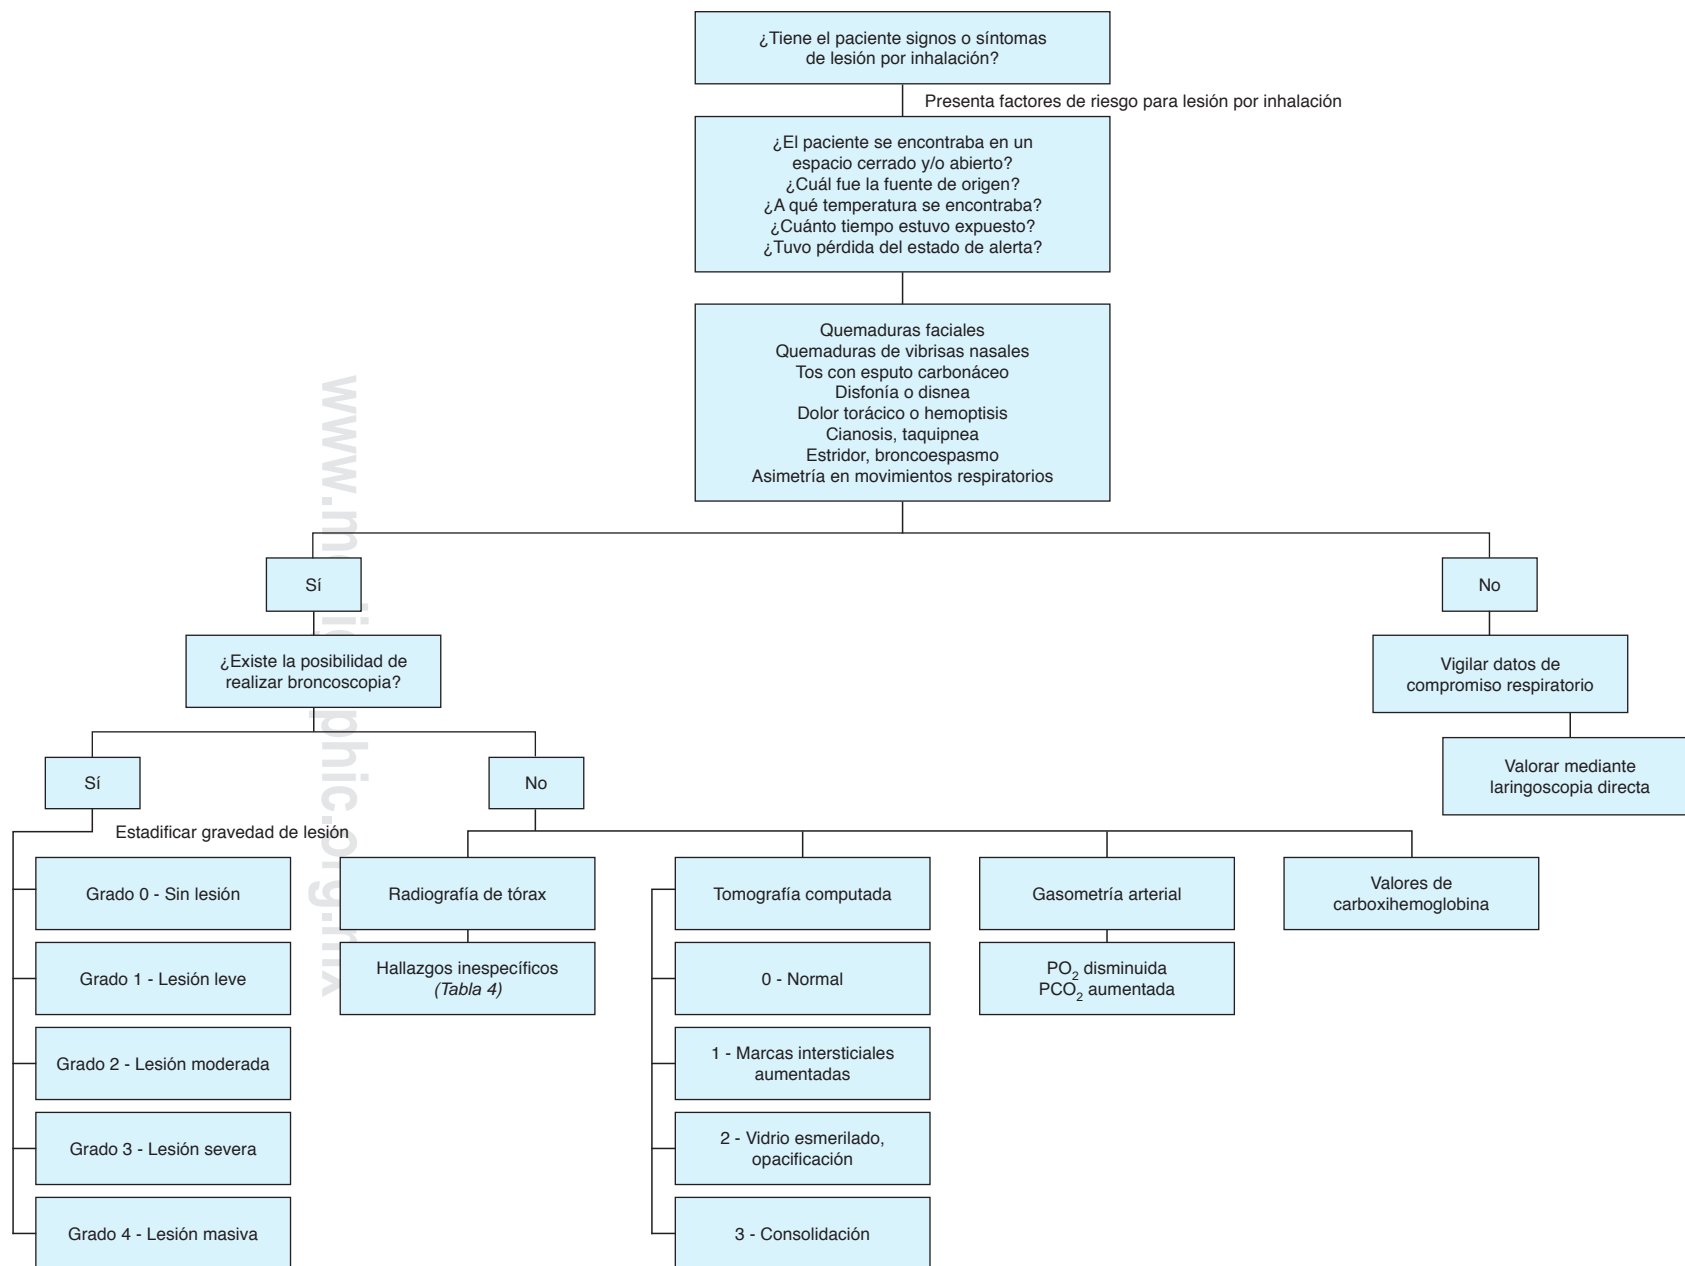 ¿Tiene el paciente signos o síntomas
de lesión por inhalación?
Presenta factores de riesgo para lesión por inhalación
¿El paciente se encontraba en un
espacio cerrado y/o abierto?
¿Cuál fue la fuente de origen?
¿A qué temperatura se encontraba?
¿Cuánto tiempo estuvo expuesto?
¿Tuvo pérdida del estado de alerta?
Quemaduras faciales
Quemaduras de vibrisas nasales
Tos con esputo carbonáceo
Disfonía o disnea
Dolor torácico o hemoptisis
Cianosis, taquipnea
Estridor, broncoespasmo
Asimetría en movimientos respiratorios
Sí
No
¿Existe la posibilidad de
realizar broncoscopia?
Vigilar datos de
compromiso respiratorio
Valorar mediante
laringoscopia directa
Sí
No
Estadificar gravedad de lesión
Grado 0 - Sin lesión
Grado 1 - Lesión leve
Grado 2 - Lesión moderada
Grado 3 - Lesión severa
Grado 4 - Lesión masiva
Radiografía de tórax
Hallazgos inespecíficos
(Tabla 4)
Tomografía computada
0 - Normal
1 - Marcas intersticiales
aumentadas
2 - Vidrio esmerilado,
opacificación
3 - Consolidación
Gasometría arterial
PO2 disminuida
PCO2 aumentada
Valores de
carboxihemoglobina